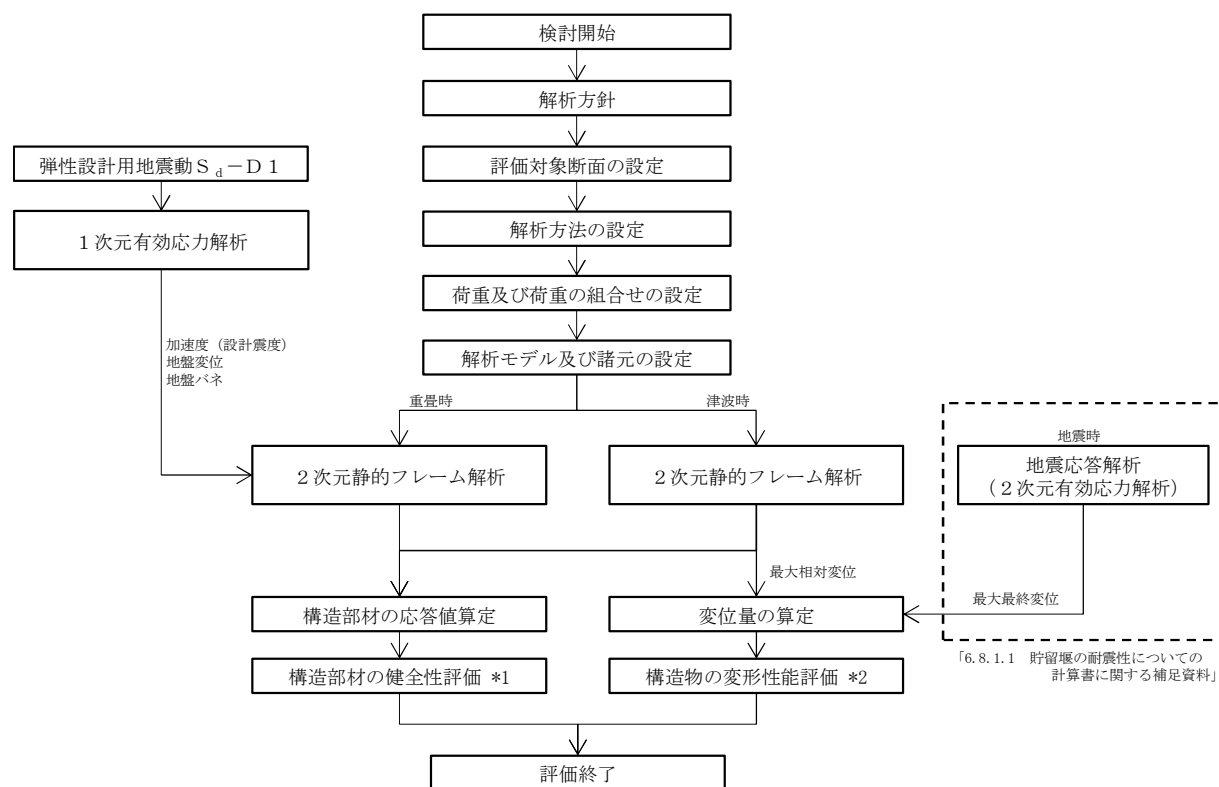 検討開始
解析方針
評価対象断面の設定
弾性設計用地震動Ｓｄ－Ｄ１
解析方法の設定
１次元有効応力解析
荷重及び荷重の組合せの設定
解析モデル及び諸元の設定
加速度（設計震度）
地盤変位
地盤バネ
重畳時
津波時
地震時
２次元静的フレーム解析
２次元静的フレーム解析
地震応答解析
（２次元有効応力解析）
最大相対変位
最大最終変位
構造部材の応答値算定
変位量の算定
「6.8.1.1　貯留堰の耐震性についての
計算書に関する補足資料」
構造部材の健全性評価 *1
構造物の変形性能評価 *2
評価終了